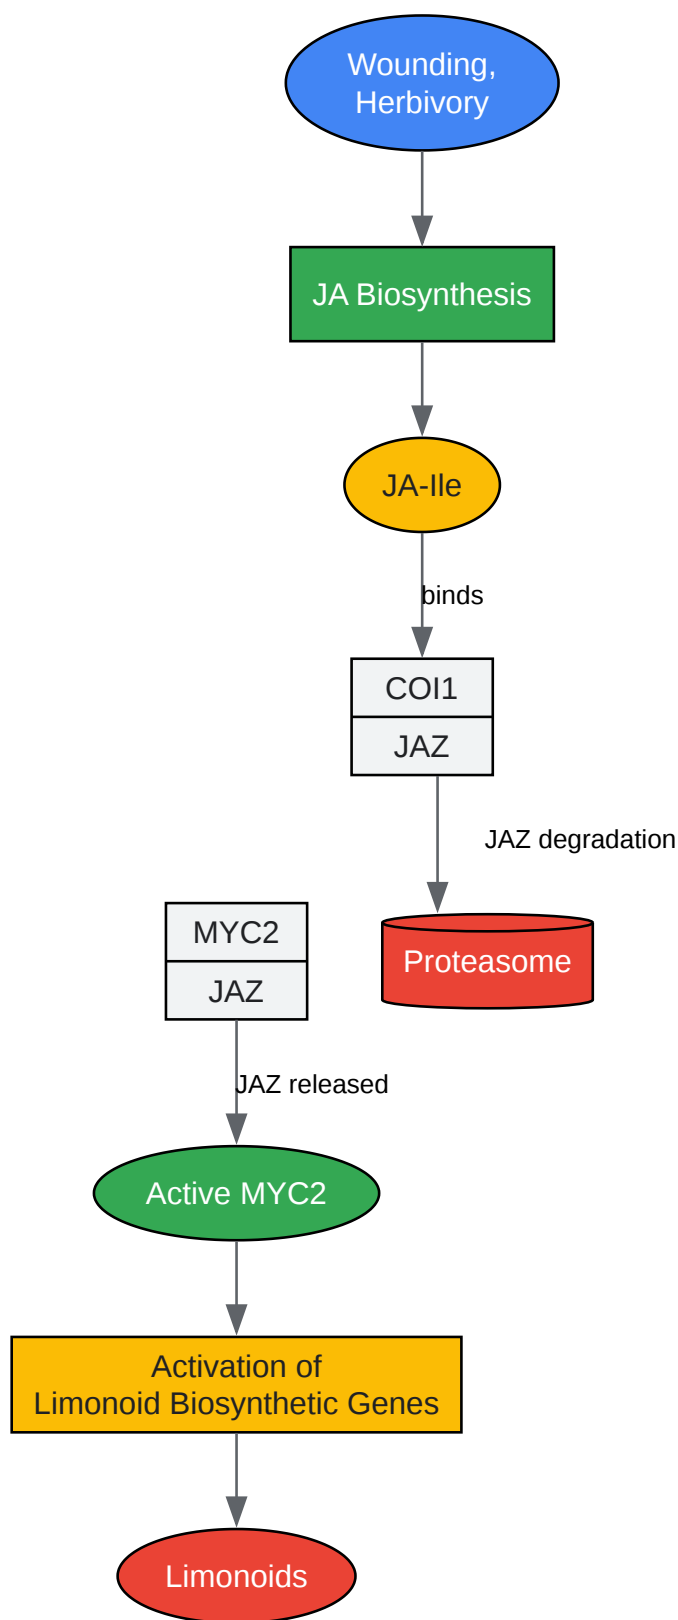 Wounding,
Herbivory
JA Biosynthesis
JA-Ile
binds
COI1
JAZ
JAZ degradation
MYC2
JAZ
Proteasome
JAZ released
Active MYC2
Activation of
Limonoid Biosynthetic Genes
Limonoids